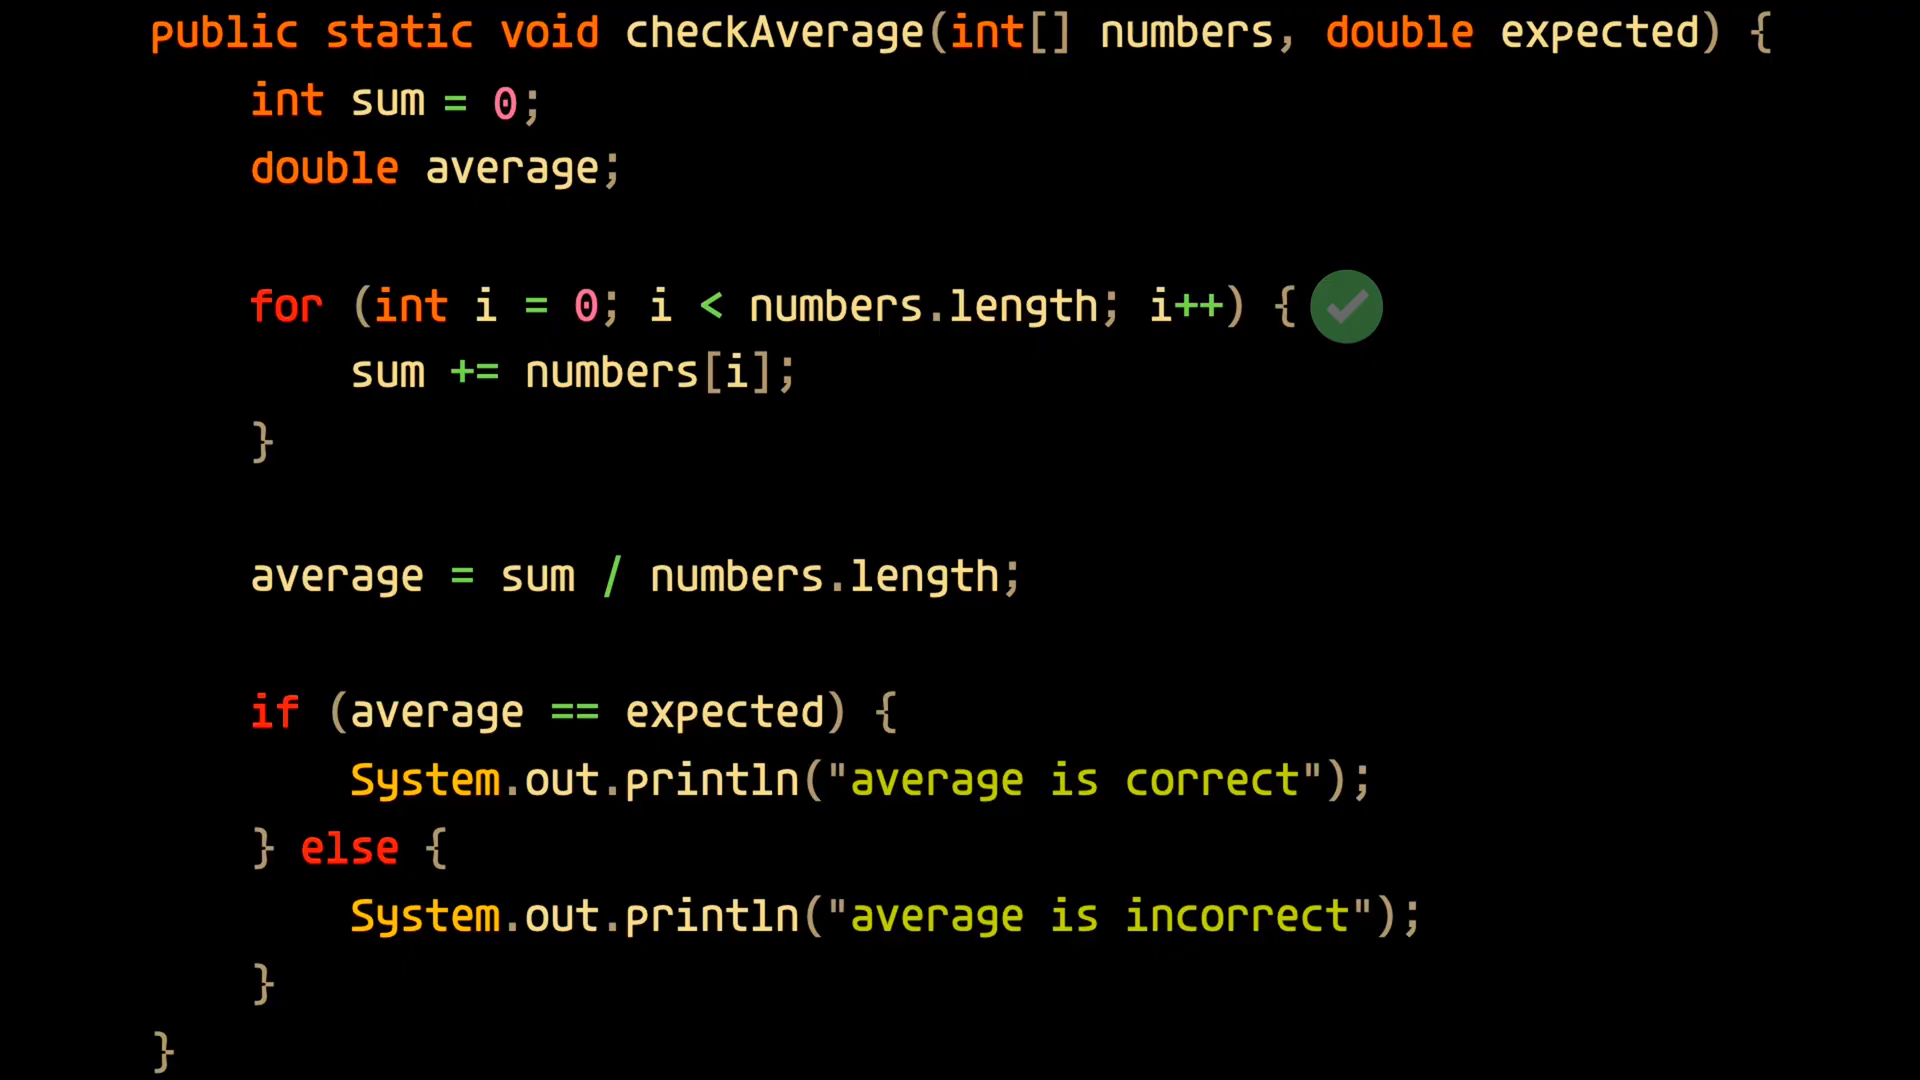 public static void checkAverage(int[] numbers, double expected) {
    int sum = 0;
    double average;
    for (int i = 0; i < numbers.length; i++) {
        sum += numbers[i];
    }
    average = sum / numbers.length;
    if (average == expected) {
        System.out.println("average is correct");
    } else {
        System.out.println("average is incorrect");
    }
}